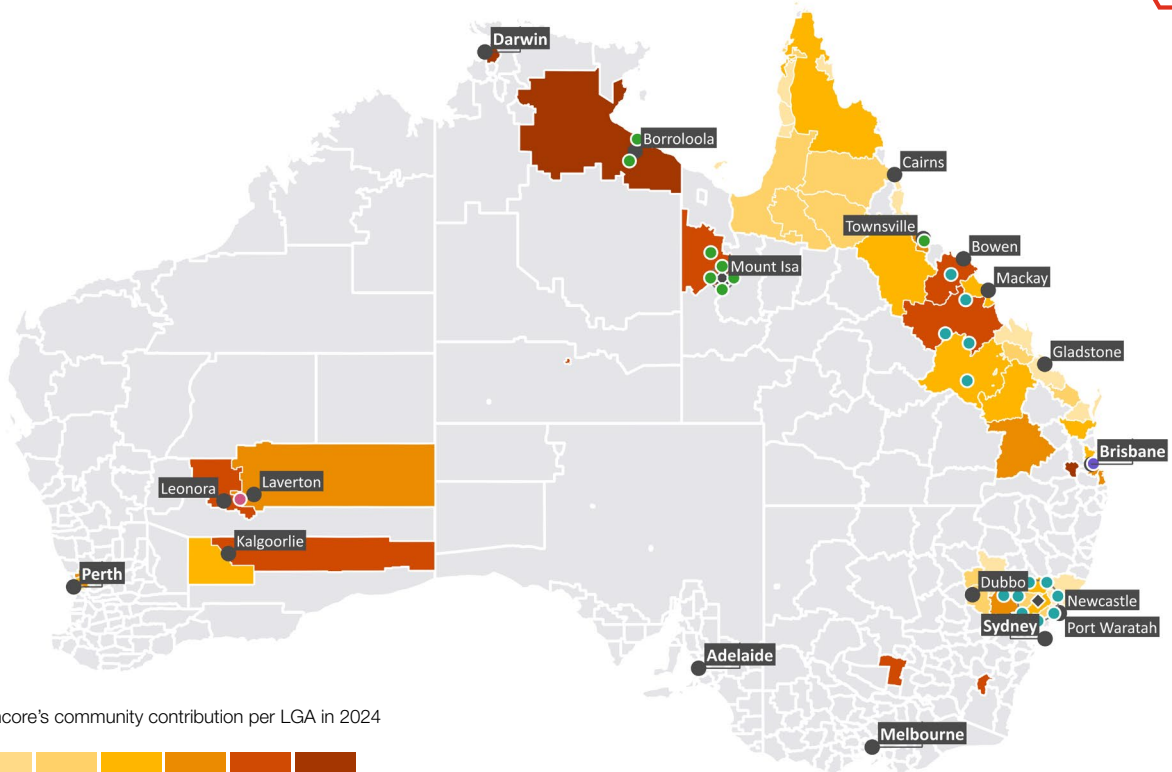 Darwin
Borroloola
Cairns
Townsville
Bowen
Mount Isa
Mackay
Gladstone
Brisbane
Leonora
Laverton
Kalgoorlie
Perth
Dubbo
Newcastle
Port Waratah
Sydney
Adelaide
Melbourne
core's community contribution per LGA in 2024